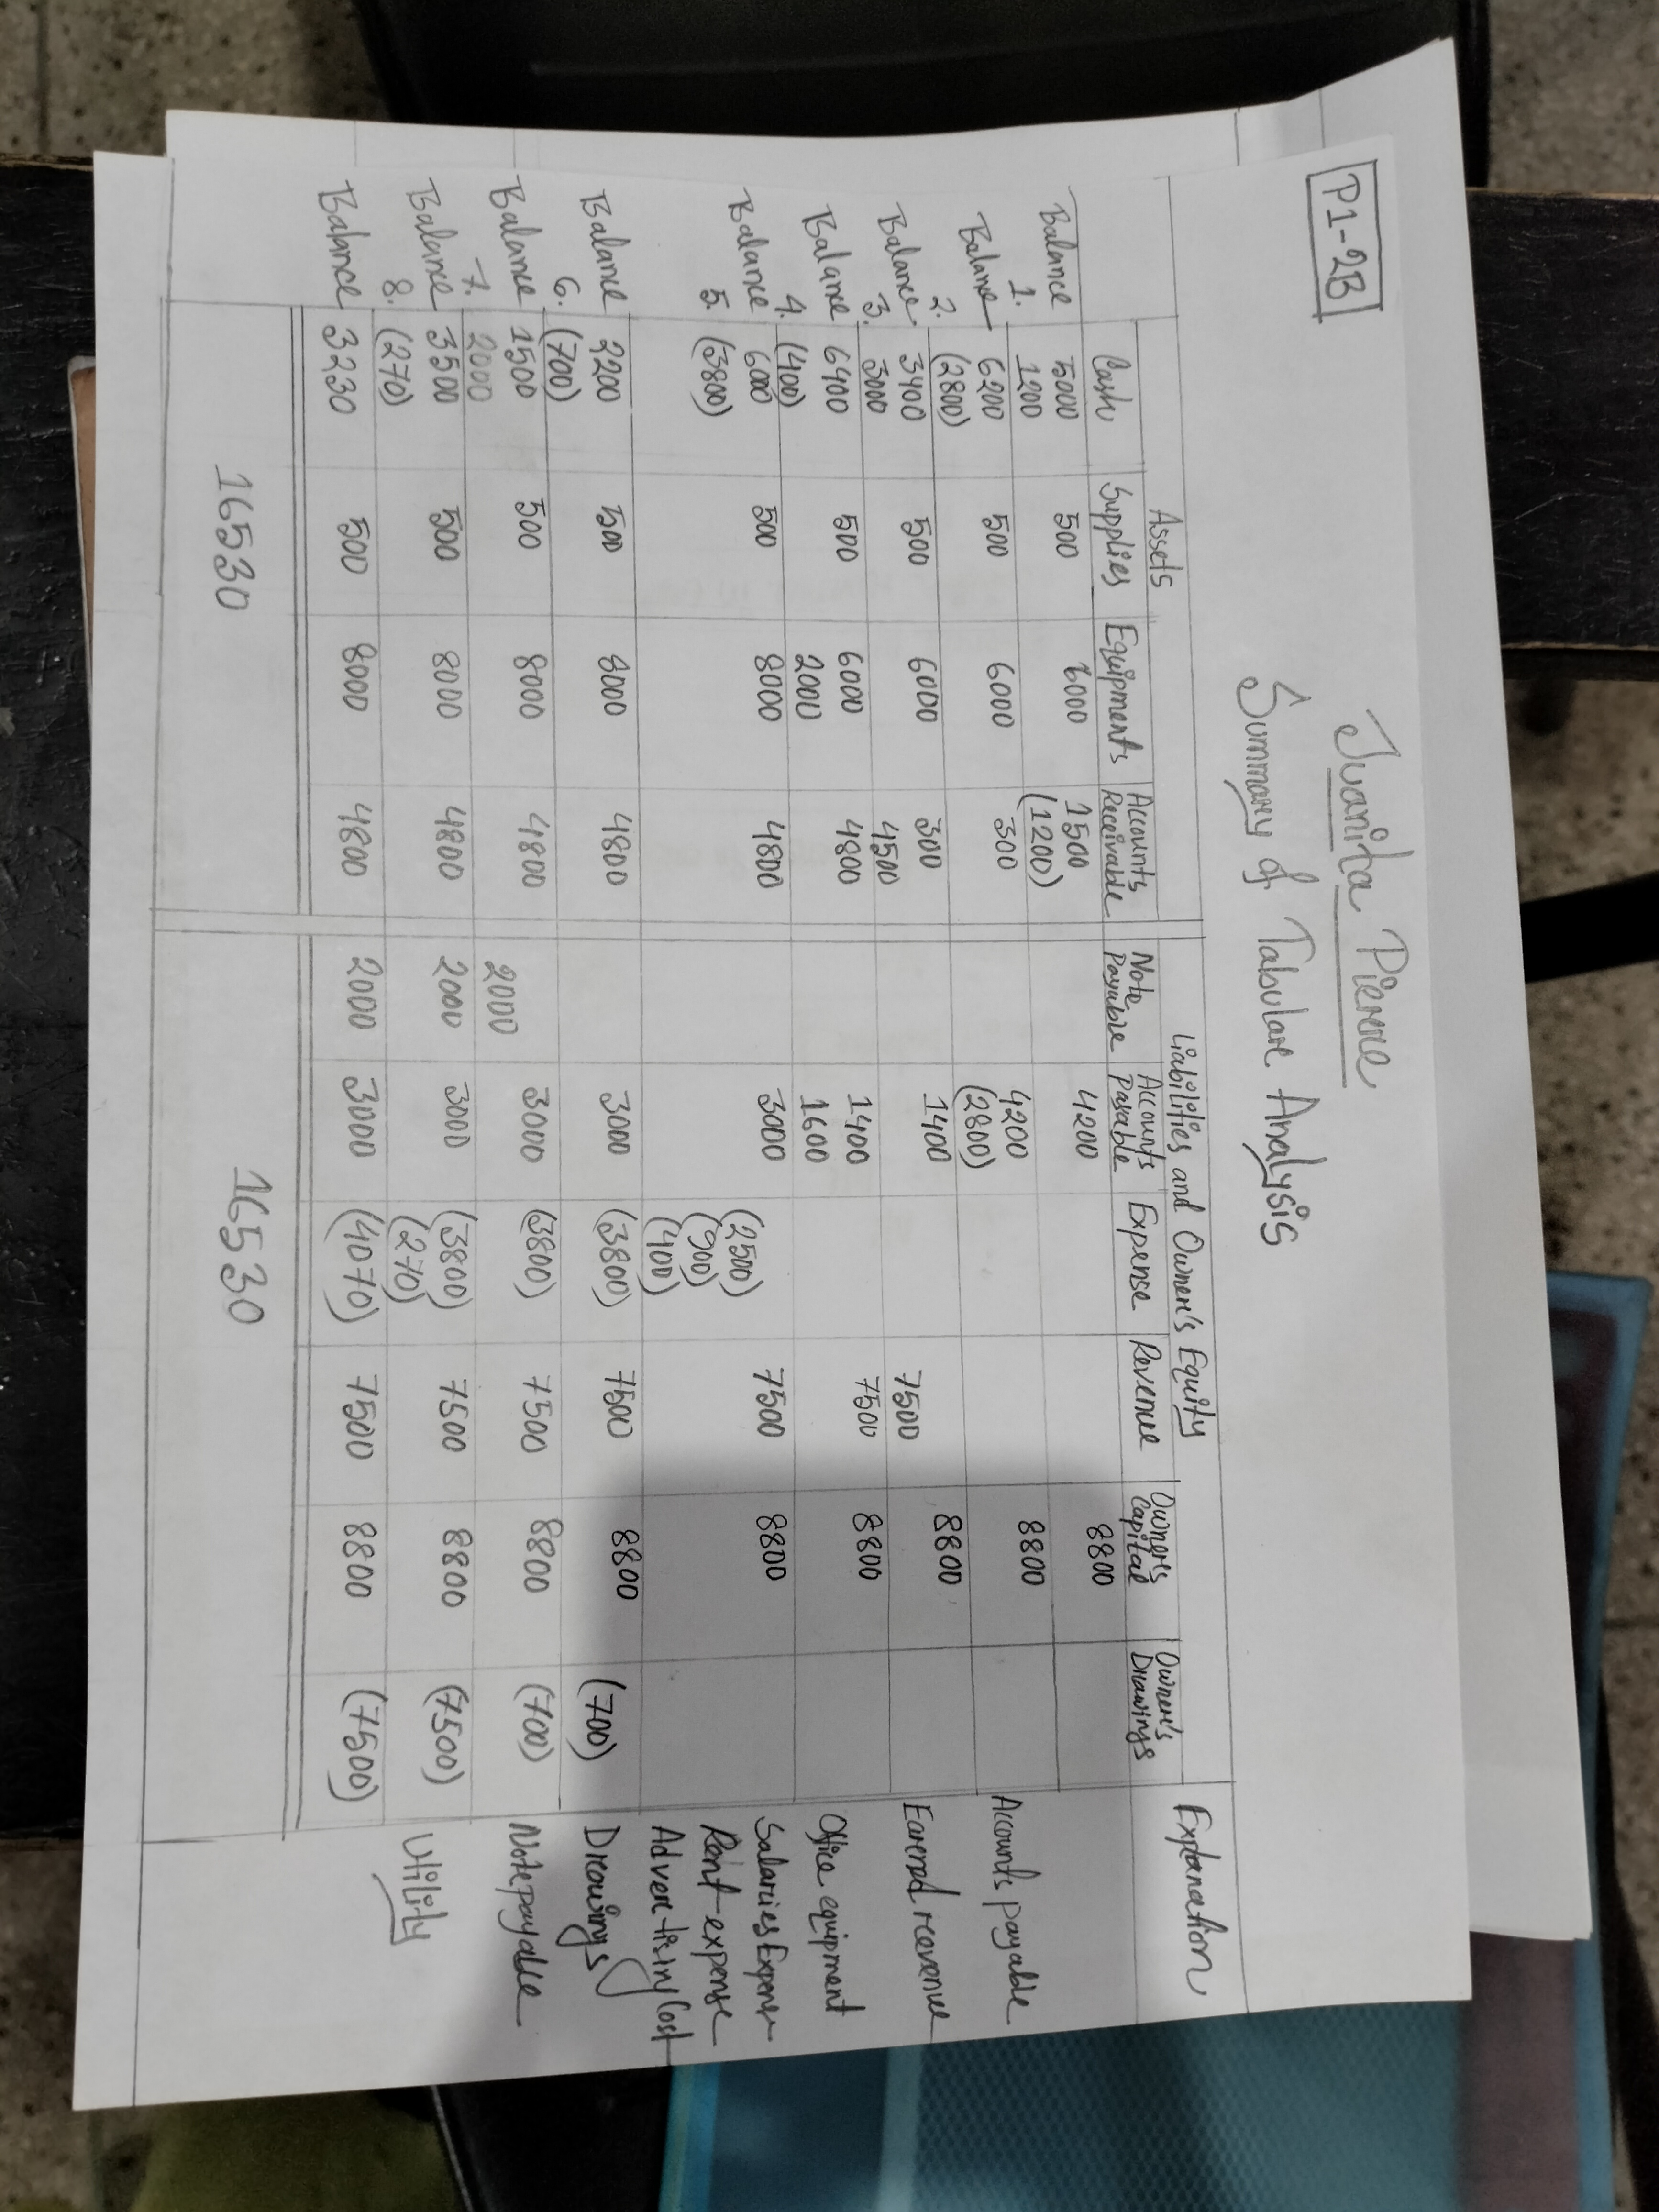 P1-2B
Juanita Pierre
Summary of Tabular Analysis
Assets Liabilities and Owner's Equity Explanation
Cash Supplies Equipments Accounts Receivable Note Payable Accounts Payable Expense Revenue Owner's Capital Owner's Drawings
Balance 5000 500 6000 1500 4200 8800
1. 1200 (1200)
Balance 6200 500 6000 300 4200 8800 Accounts payable
2. (2800) (2800)
Balance 3400 500 6000 300 1400 8800 Earned revenue
3. 3000 4500 7500
Balance 6400 500 6000 4800 1400 7500 8800 Office equipment
4. (400) 2000 1600
Balance 6000 500 8000 4800 3000 7500 8800 Salaries Expense
5. (3800) (2500) Rent expense
(900) Advertising Cost
(400)
Balance 2200 500 8000 4800 3000 (3800) 7500 8800 Drawings
6. (700) (700)
Balance 1500 500 8000 4800 3000 (3800) 7500 8800 (700) Note payable
7. 2000 2000
Balance 3500 500 8000 4800 2000 3000 (3800) 7500 8800 (7500) Utility
8. (270) (270)
Balance 3230 500 8000 4800 2000 3000 (4070) 7500 8800 (7500)
16530 16530